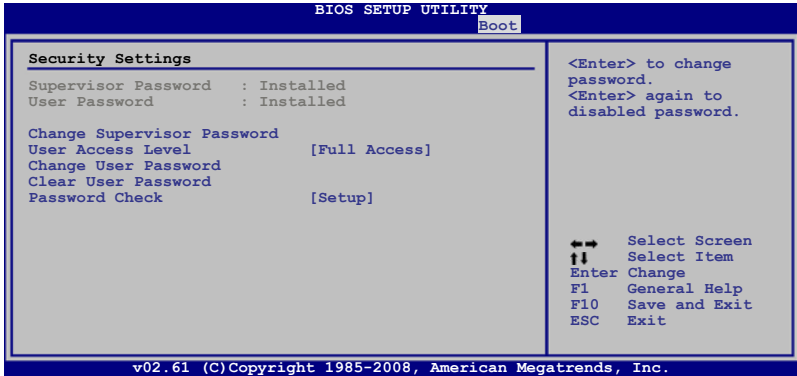 BIOS SETUP UTILITY
Boot
Security Settings
Supervisor Password : Installed
User Password : Installed
Change Supervisor Password
User Access Level [Full Access]
Change User Password
Clear User Password
Password Check [Setup]
<Enter> to change
password.
<Enter> again to
disabled password.
←→ Select Screen
↑↓ Select Item
Enter Change
F1 General Help
F10 Save and Exit
ESC Exit
v02.61 (C)Copyright 1985-2008, American Megatrends, Inc.